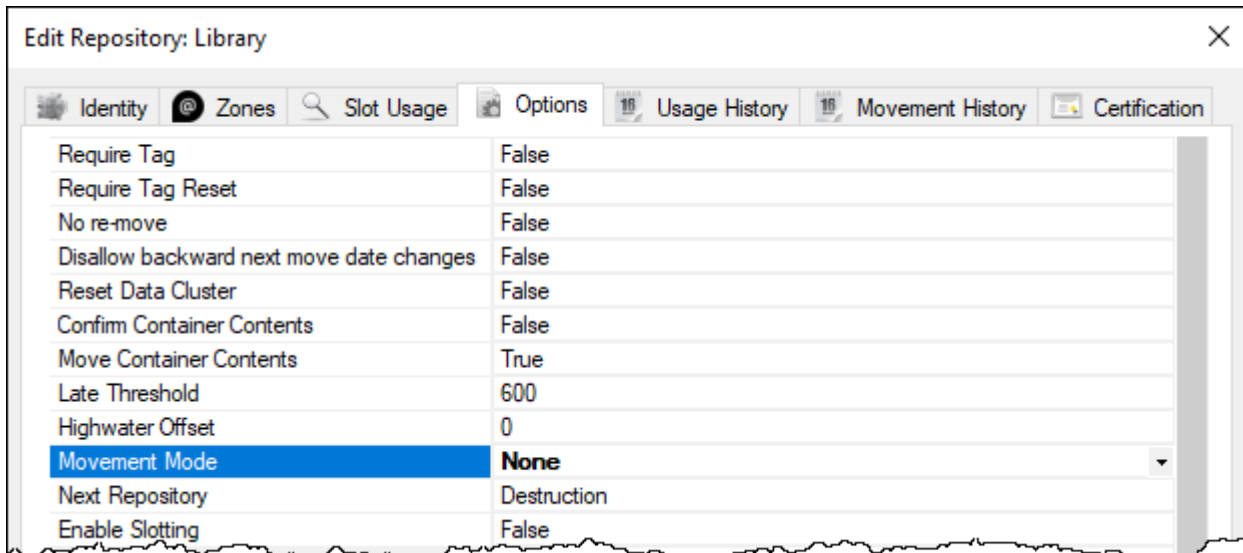 Edit Repository: Library
Identity Zones Slot Usage Options Usage History Movement History Certification
Require Tag False
Require Tag Reset False
No re-move False
Disallow backward next move date changes False
Reset Data Cluster False
Confirm Container Contents False
Move Container Contents True
Late Threshold 600
Highwater Offset 0
Movement Mode None
Next Repository Destruction
Enable Slotting False